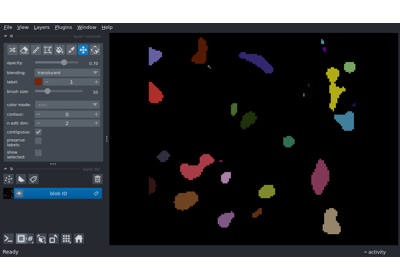 File View Layers Plugins Window Help
opacity: 0.70
blending: translucent
label: 1
brush size: 10
color mode:
contour: 0
n edit dim: 2
contiguous:
preserve labels:
show selected:
blob ID
Ready
activity